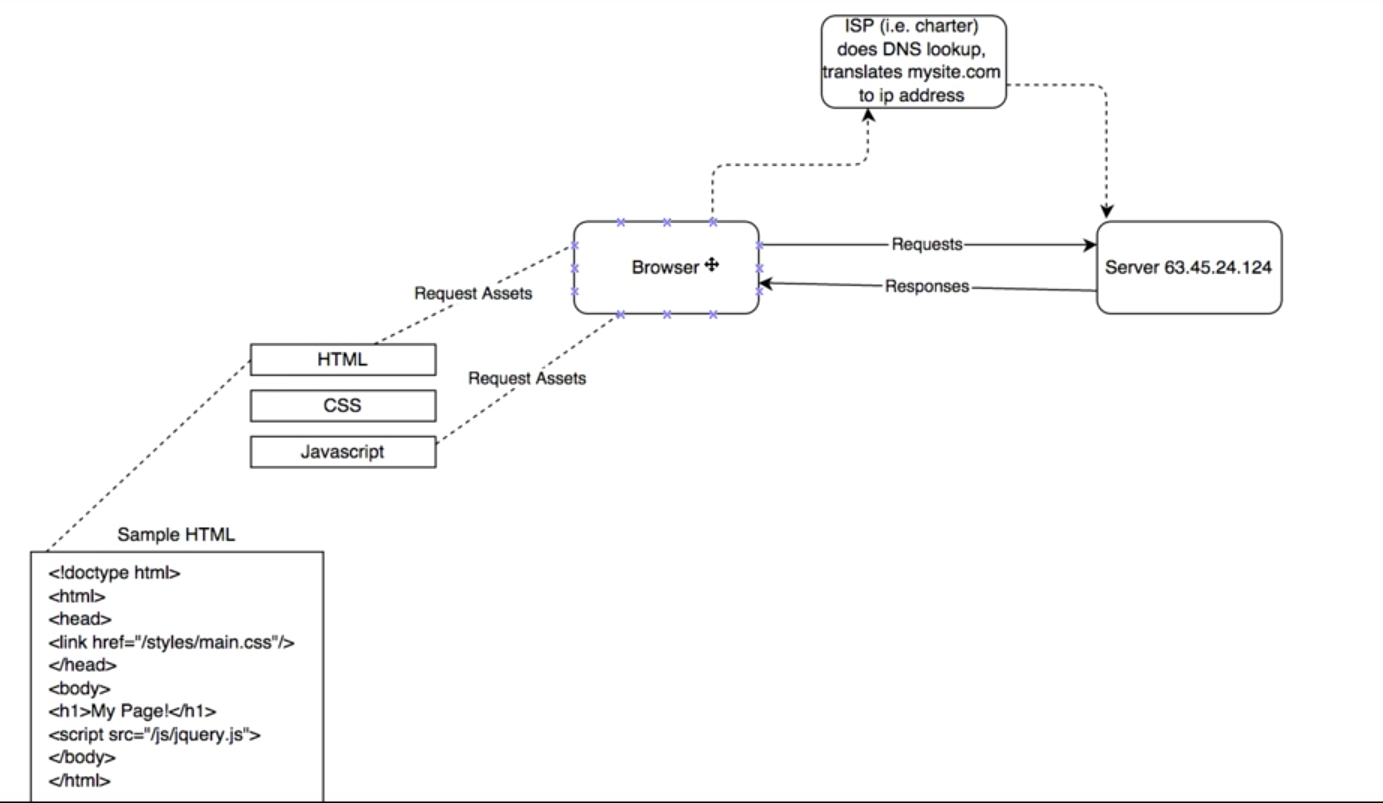 ISP (i.e. charter)
does DNS lookup,
translates mysite.com
to ip address
Requests
Browser
Server 63.45.24.124
Responses
Request Assets
HTML
Request Assets
CSS
Javascript
Sample HTML
<!doctype html>
<html>
<head>
<link href="/styles/main.css"/>
</head>
<body>
<h1>My Page!</h1>
<script src="/js/jquery.js">
</body>
</html>